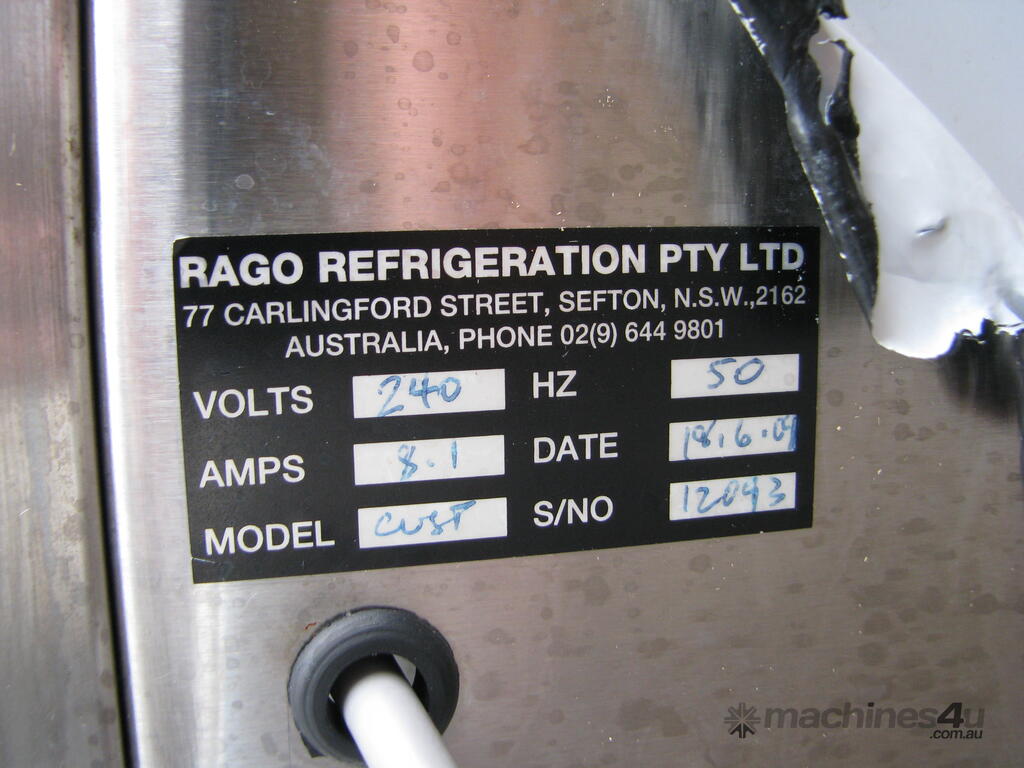 RAGO REFRIGERATION PTY LTD
77 CARLINGFORD STREET, SEFTON, N.S.W.,2162
AUSTRALIA, PHONE 02(9) 644 9801
VOLTS 240 HZ 50
AMPS 8.1 DATE 18.6.09
MODEL CUST S/NO 12093
machines4u
.com.au